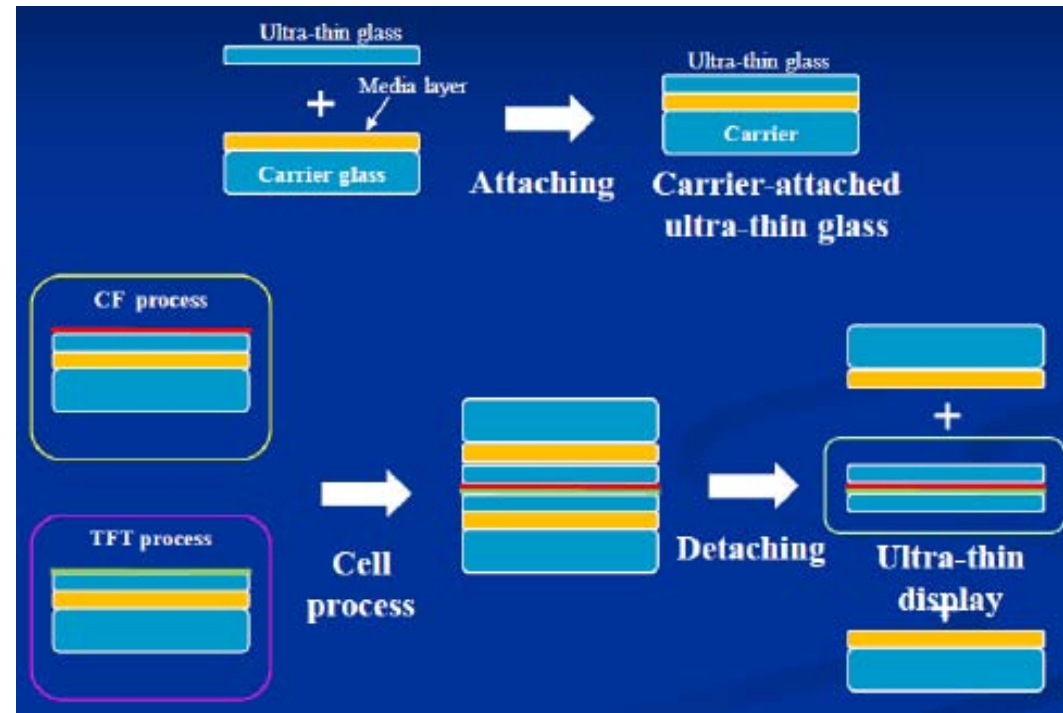 Ultra-thin glass
+
Media layer
Carrier glass
Attaching
Ultra-thin glass
Carrier
Carrier-attached
ultra-thin glass
CF process
TFT process
Cell
process
Detaching
+
Ultra-thin
display
+